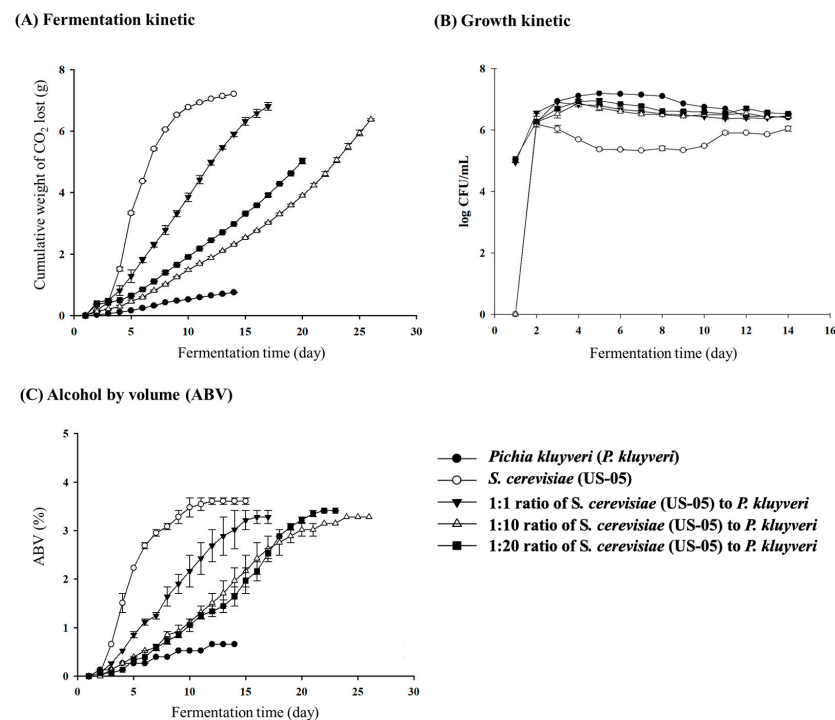 (A) Fermentation kinetic
Cumulative weight of CO2 lost (g)
8
6
4
2
0
0 5 10 15 20 25 30
Fermentation time (day)
(B) Growth kinetic
log CFU/mL
8
6
4
2
0
0 2 4 6 8 10 12 14 16
Fermentation time (day)
(C) Alcohol by volume (ABV)
ABV (%)
5
4
3
2
1
0
0 5 10 15 20 25 30
Fermentation time (day)
Pichia kluyveri (P. kluyveri)
S. cerevisiae (US-05)
1:1 ratio of S. cerevisiae (US-05) to P. kluyveri
1:10 ratio of S. cerevisiae (US-05) to P. kluyveri
1:20 ratio of S. cerevisiae (US-05) to P. kluyveri